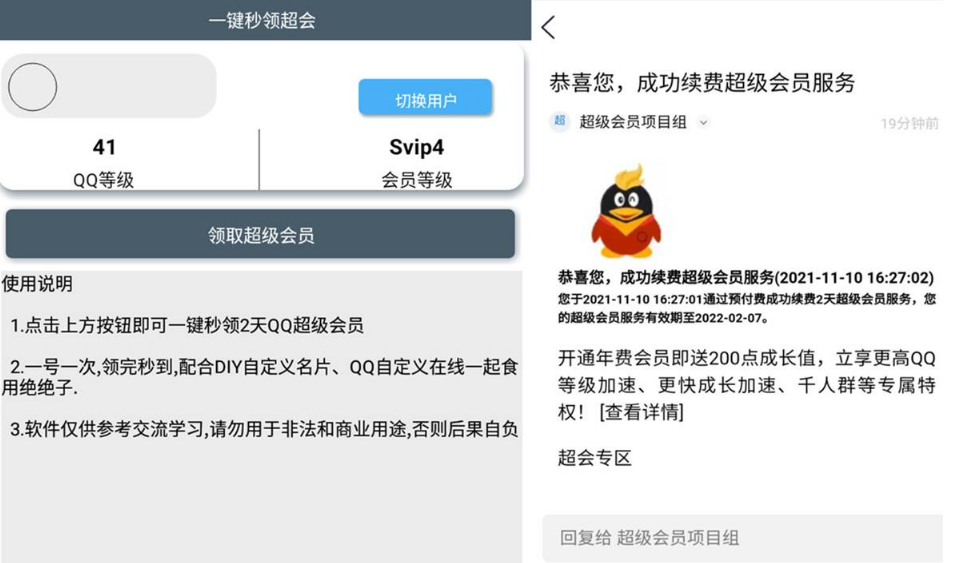 一键秒领超会
切换用户
41
Svip4
QQ等级
会员等级
领取超级会员
使用说明
1.点击上方按钮即可一键秒领2天QQ超级会员
2.一号一次,领完秒到,配合DIY自定义名片、QQ自定义在线一起食
用绝绝子.
3.软件仅供参考交流学习,请勿用于非法和商业用途,否则后果自负
恭喜您，成功续费超级会员服务
超 超级会员项目组
19分钟前
恭喜您，成功续费超级会员服务(2021-11-10 16:27:02)
您于2021-11-10 16:27:01通过预付费成功续费2天超级会员服务，您
的超级会员服务有效期至2022-02-07。
开通年费会员即送200点成长值，立享更高QQ
等级加速、更快成长加速、千人群等专属特
权！ [查看详情]
超会专区
回复给 超级会员项目组